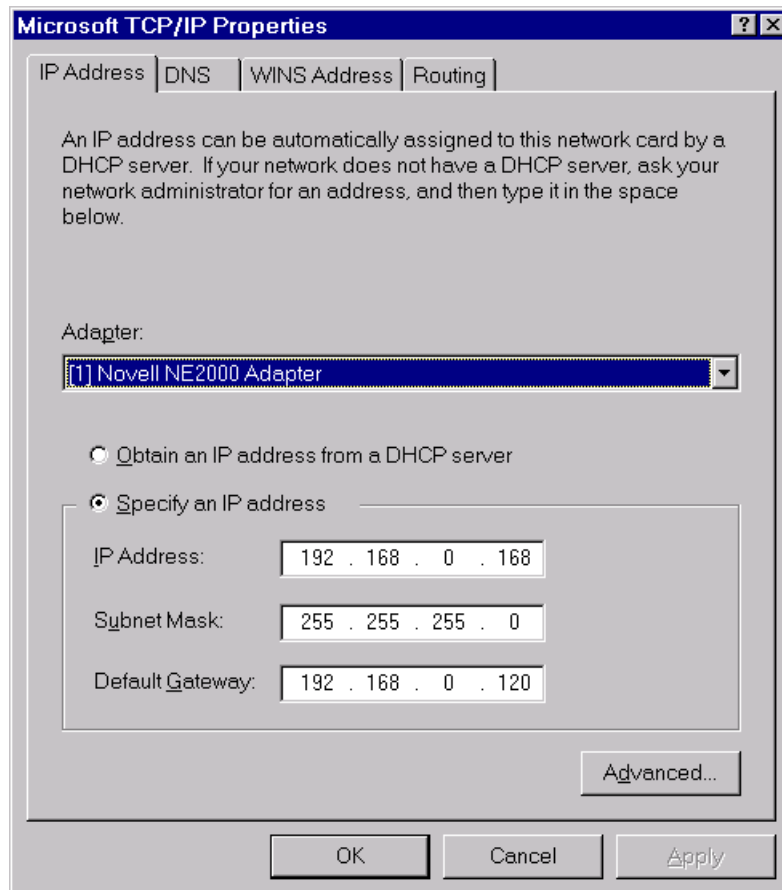 Microsoft TCP/IP Properties
IP Address DNS WINS Address Routing
An IP address can be automatically assigned to this network card by a
DHCP server. If your network does not have a DHCP server, ask your
network administrator for an address, and then type it in the space
below.
Adapter:
[1] Novell NE2000 Adapter
Obtain an IP address from a DHCP server
Specify an IP address
IP Address: 192 . 168 . 0 . 168
Subnet Mask: 255 . 255 . 255 . 0
Default Gateway: 192 . 168 . 0 . 120
Advanced...
OK Cancel Apply